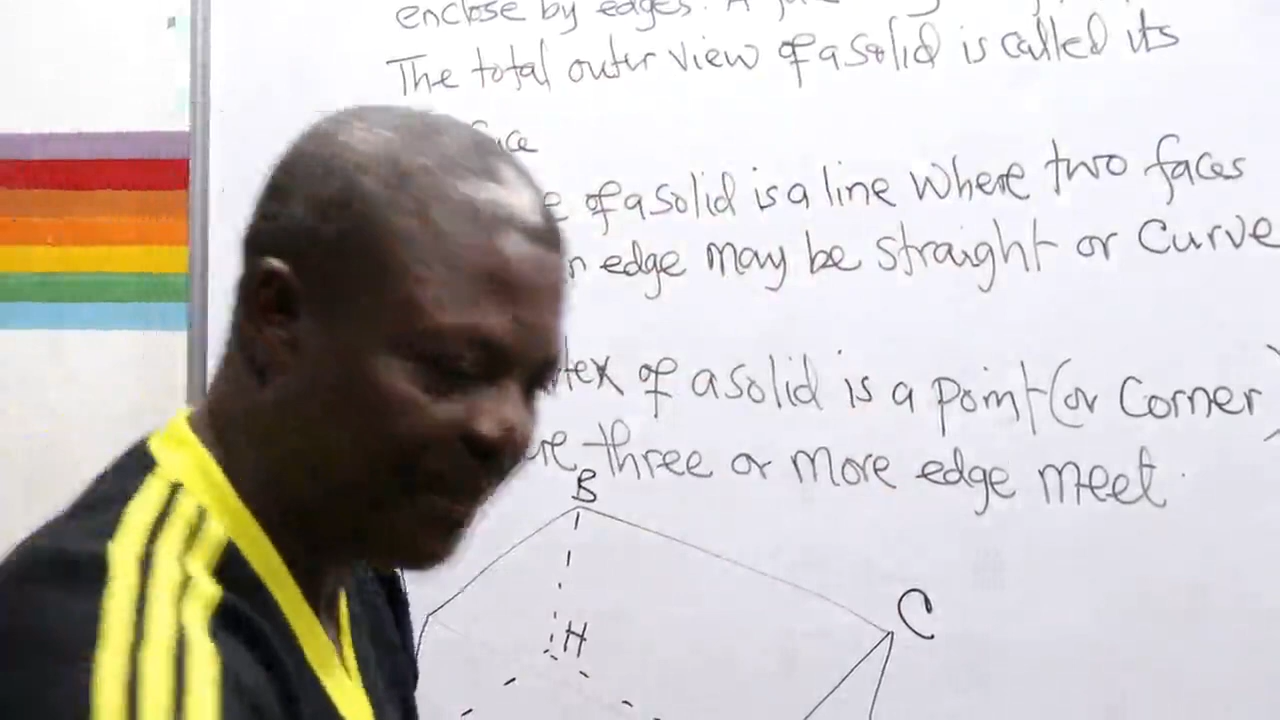 enclose by edges. A
The total outer view of a solid is called its
face
of a solid is a line where two faces
edge may be straight or curve
tex of a solid is a point (or corner)
three or more edge meet.
B
C
H